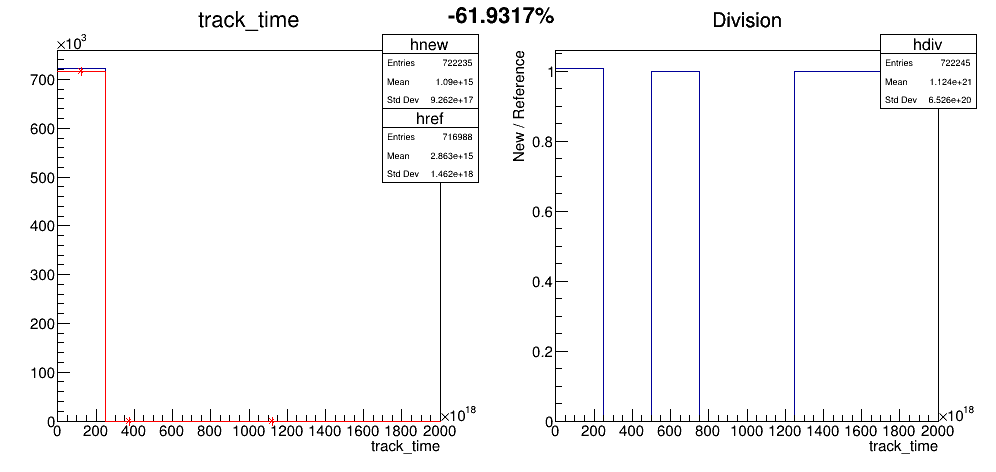 -61.9317%
track_time
×10³
hnew
Entries 722235
Mean 1.09e+15
Std Dev 9.262e+17
href
Entries 716988
Mean 2.863e+15
Std Dev 1.462e+18
700
600
500
400
300
200
100
0
0 200 400 600 800 1000 1200 1400 1600 1800 2000
×10¹⁸
track_time
Division
hdiv
Entries 722245
Mean 1.124e+21
Std Dev 6.526e+20
New / Reference
1
0.8
0.6
0.4
0.2
0
0 200 400 600 800 1000 1200 1400 1600 1800 2000
×10¹⁸
track_time